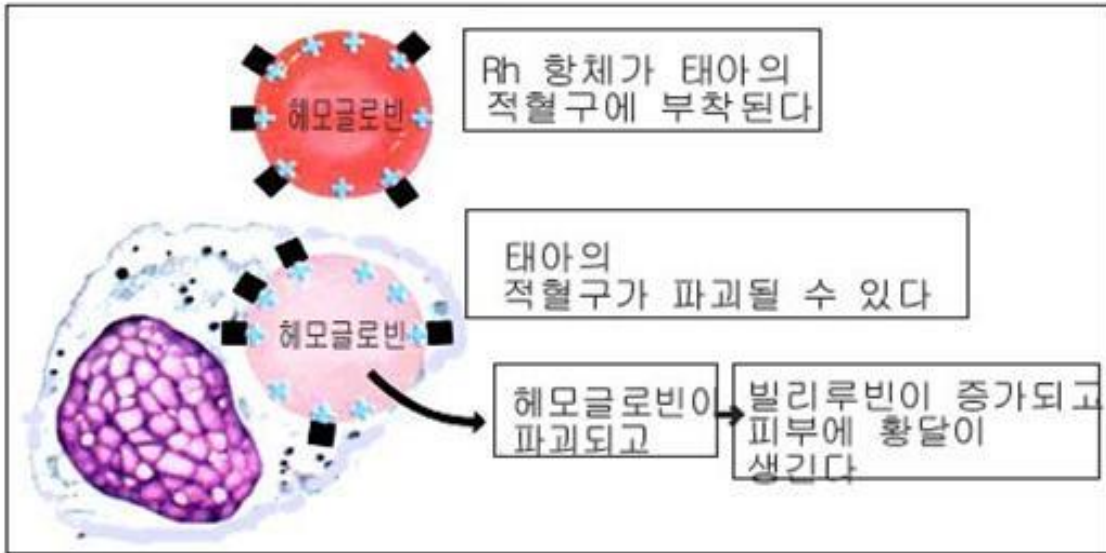 헤모글로빈
Rh 항체가 태아의
적혈구에 부착된다
태아의
적혈구가 파괴될 수 있다
헤모글로빈
헤모글로빈이
파괴되고
빌리루빈이 증가되고
피부에 황달이
생긴다